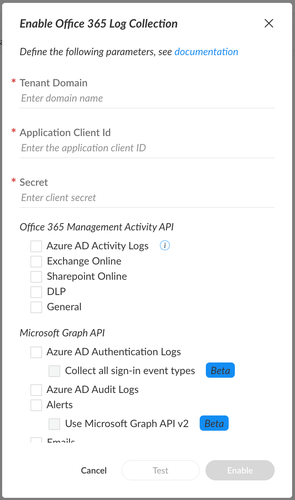 Enable Office 365 Log Collection
Define the following parameters, see documentation
* Tenant Domain
Enter domain name
* Application Client Id
Enter the application client ID
* Secret
Enter client secret
Office 365 Management Activity API
Azure AD Activity Logs
Exchange Online
Sharepoint Online
DLP
General
Microsoft Graph API
Azure AD Authentication Logs
Collect all sign-in event types Beta
Azure AD Audit Logs
Alerts
Use Microsoft Graph API v2 Beta
Emails
Cancel Test Enable